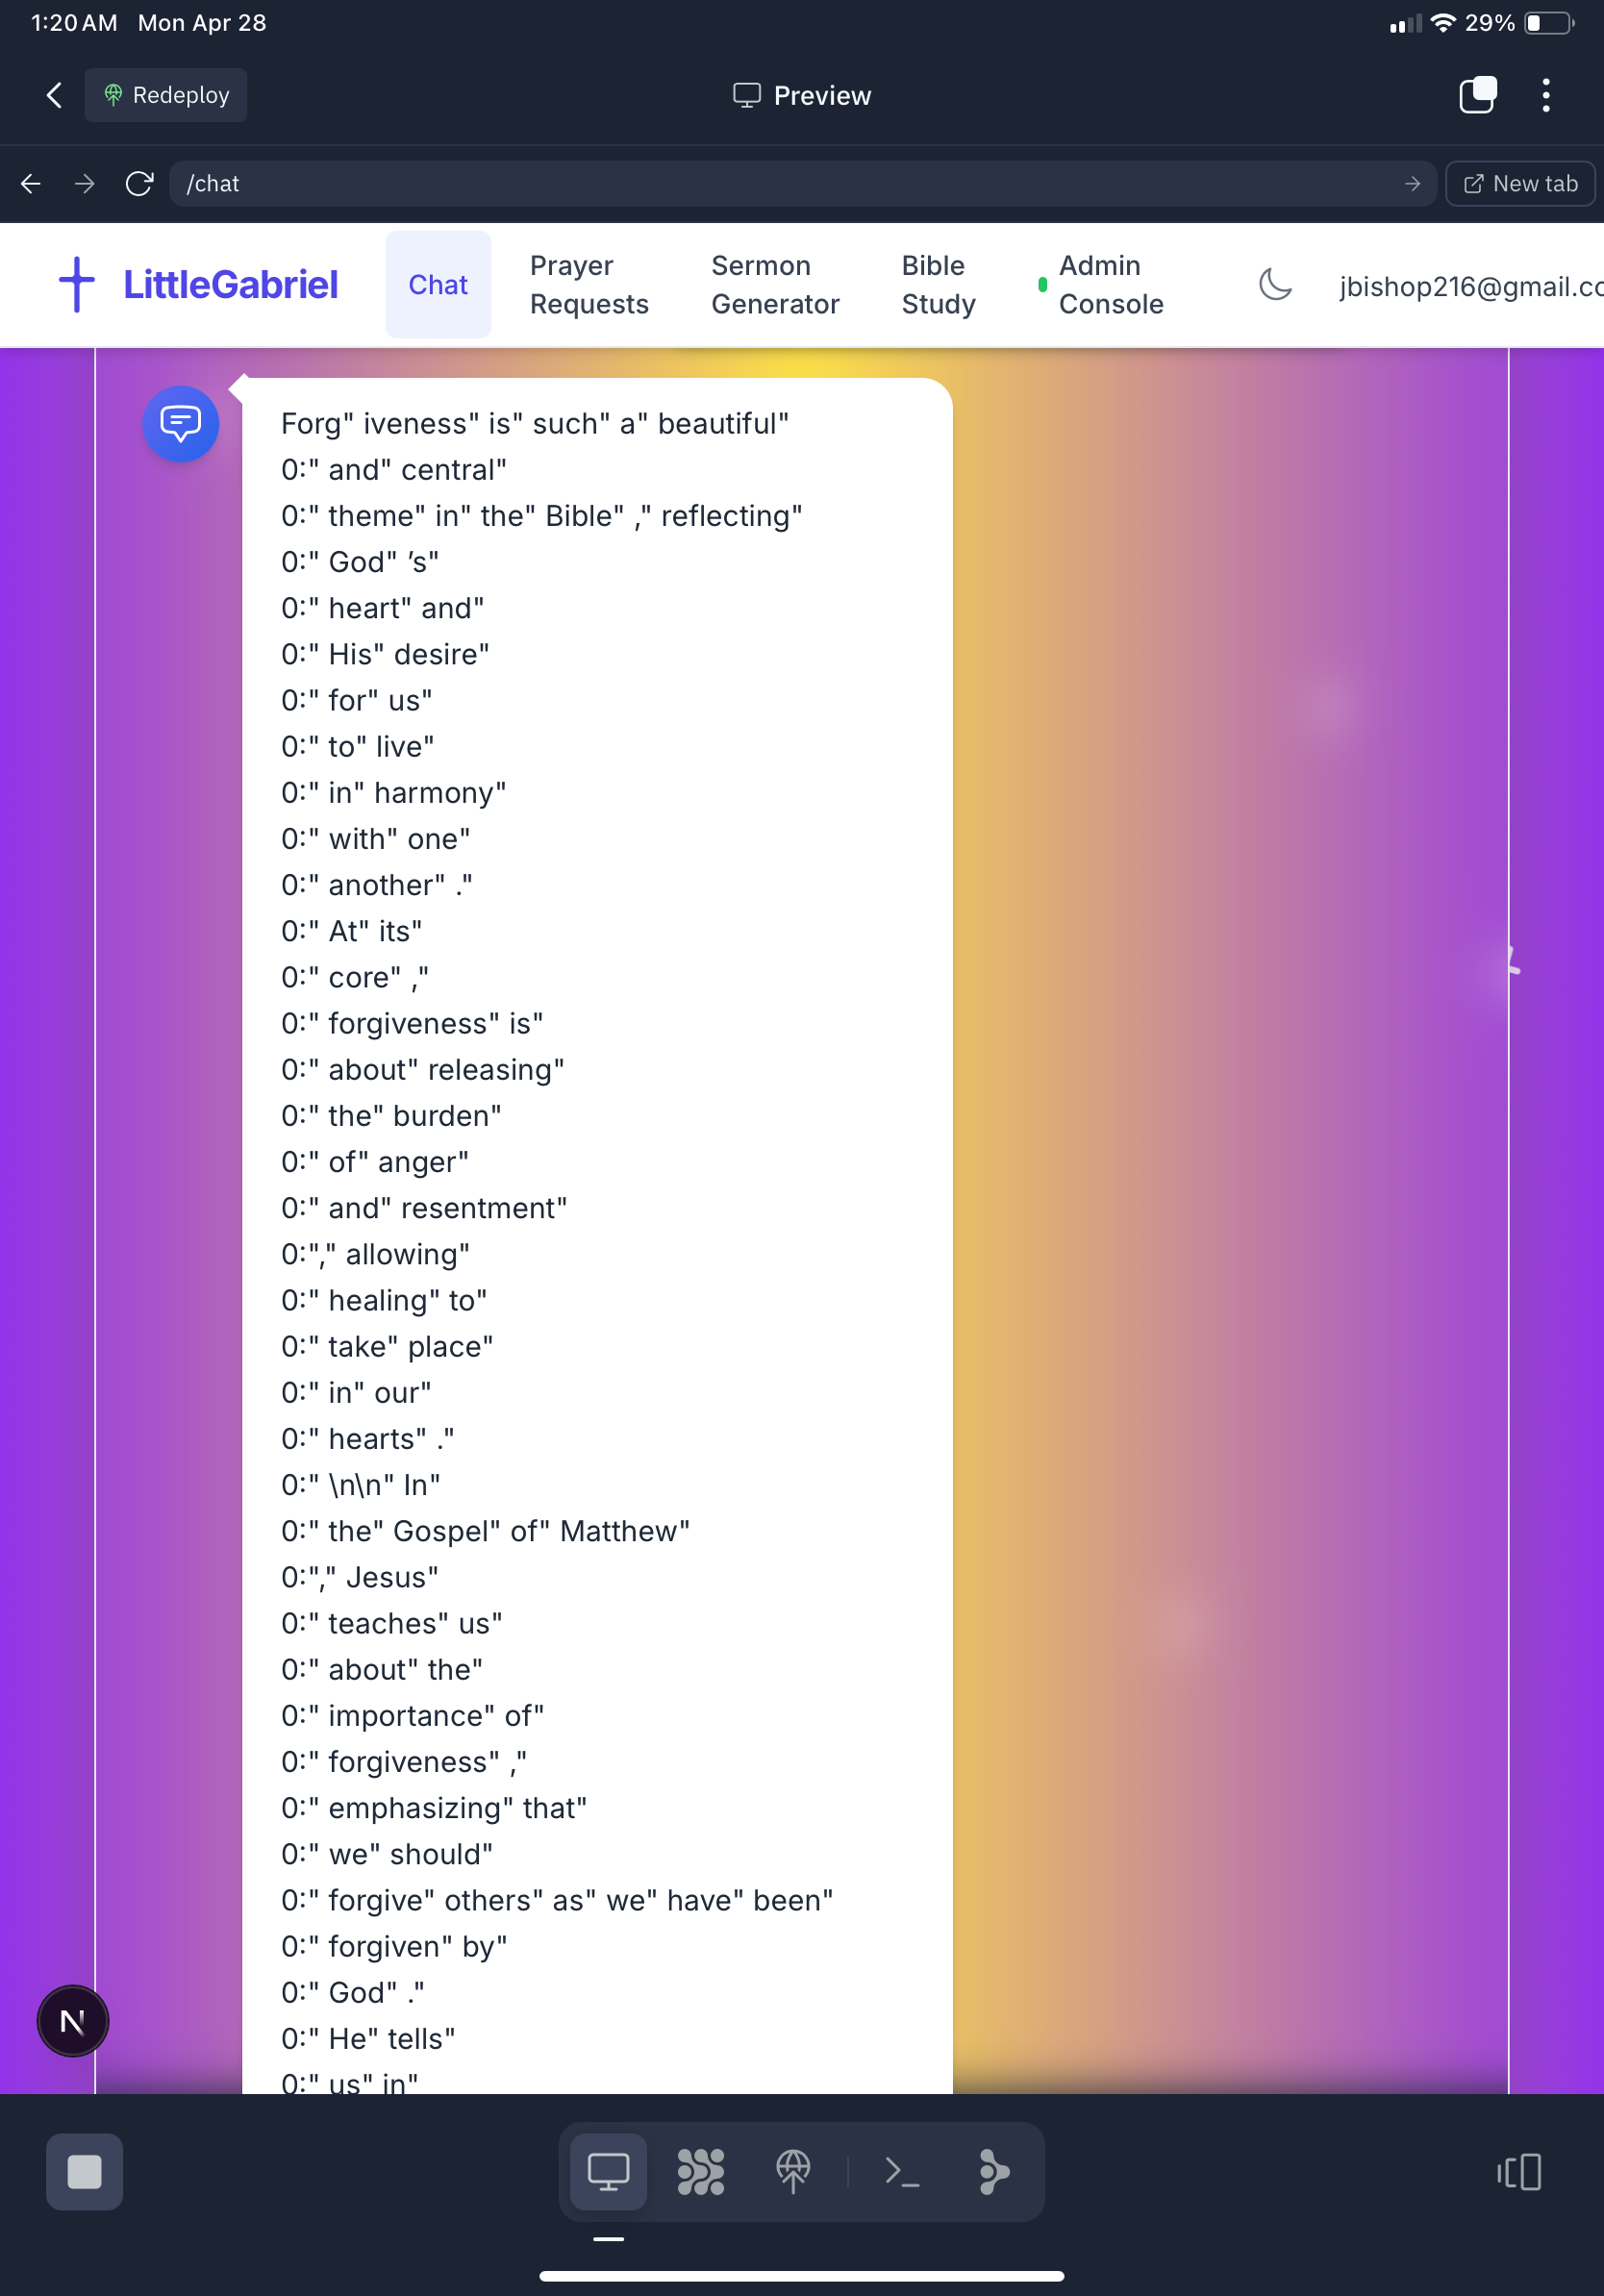 1:20 AM Mon Apr 28
29%
Redeploy
Preview
/chat
New tab
LittleGabriel
Chat
Prayer Requests
Sermon Generator
Bible Study
Admin Console
jbishop216@gmail.cc
Forg" iveness" is" such" a" beautiful"
0:" and" central"
0:" theme" in" the" Bible" ," reflecting"
0:" God" ’s"
0:" heart" and"
0:" His" desire"
0:" for" us"
0:" to" live"
0:" in" harmony"
0:" with" one"
0:" another" ."
0:" At" its"
0:" core" ,"
0:" forgiveness" is"
0:" about" releasing"
0:" the" burden"
0:" of" anger"
0:" and" resentment"
0:"," allowing"
0:" healing" to"
0:" take" place"
0:" in" our"
0:" hearts" ."
0:" \n\n" In"
0:" the" Gospel" of" Matthew"
0:"," Jesus"
0:" teaches" us"
0:" about" the"
0:" importance" of"
0:" forgiveness" ,"
0:" emphasizing" that"
0:" we" should"
0:" forgive" others" as" we" have" been"
0:" forgiven" by"
0:" God" ."
0:" He" tells"
0:" us" in"
N